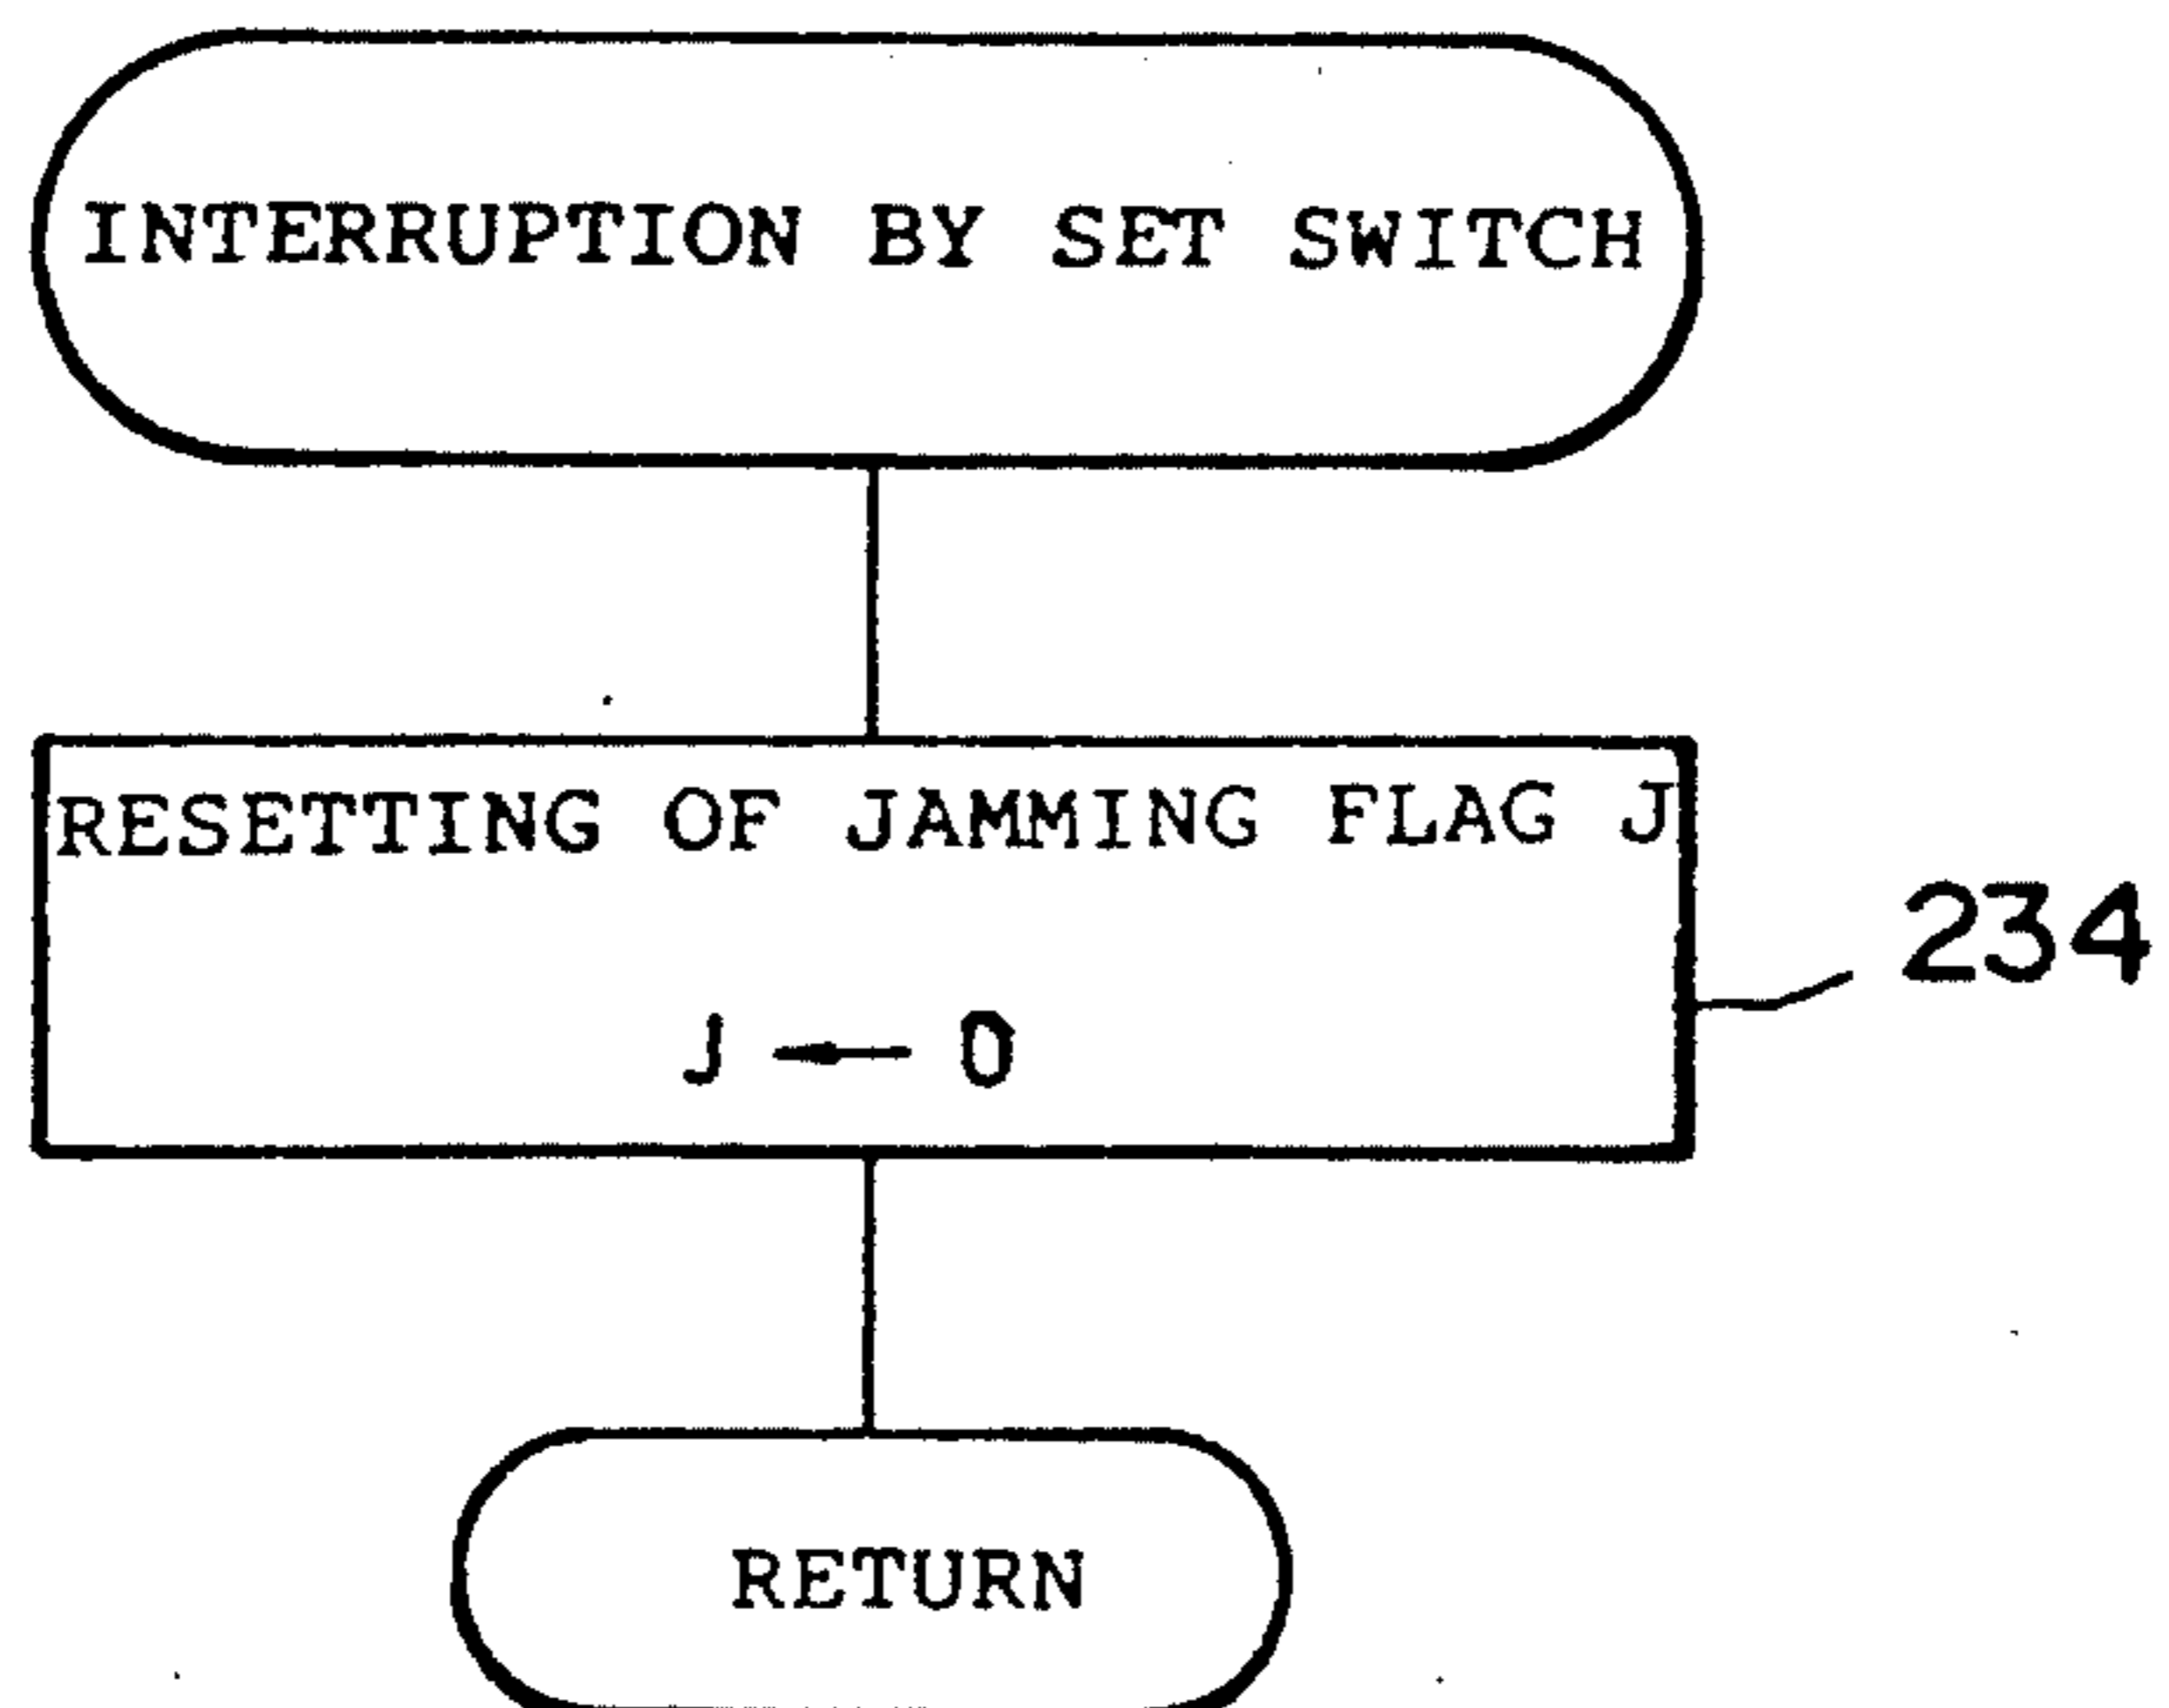 INTERRUPTION BY SET SWITCH
RESETTING OF JAMMING FLAG J
234
J ← 0
RETURN